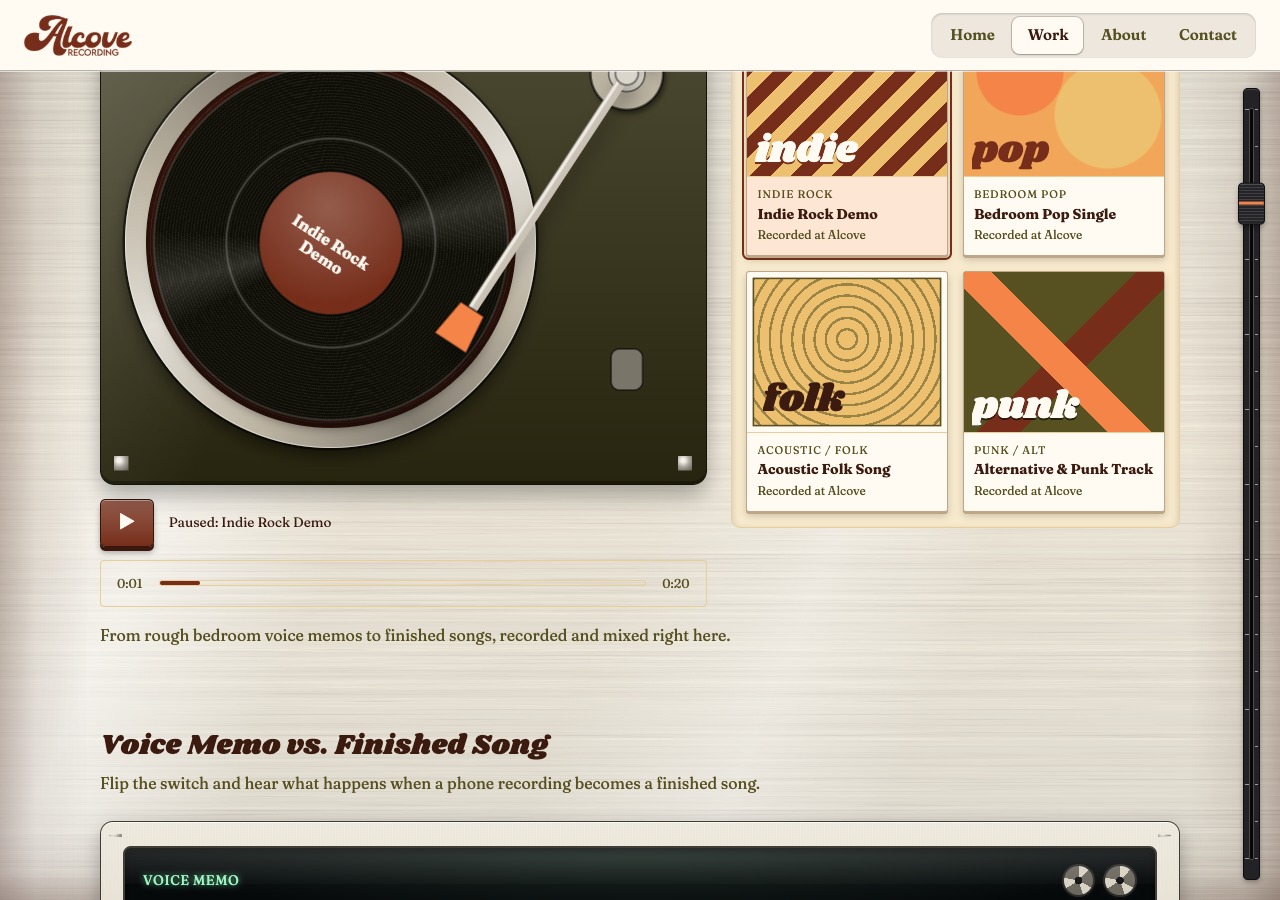 Alcove
RECORDING
Home
Work
About
Contact
Indie Rock
Demo
indie
INDIE ROCK
Indie Rock Demo
Recorded at Alcove
pop
BEDROOM POP
Bedroom Pop Single
Recorded at Alcove
folk
ACOUSTIC / FOLK
Acoustic Folk Song
Recorded at Alcove
punk
PUNK / ALT
Alternative & Punk Track
Recorded at Alcove
Paused: Indie Rock Demo
0:01
0:20
From rough bedroom voice memos to finished songs, recorded and mixed right here.
Voice Memo vs. Finished Song
Flip the switch and hear what happens when a phone recording becomes a finished song.
VOICE MEMO